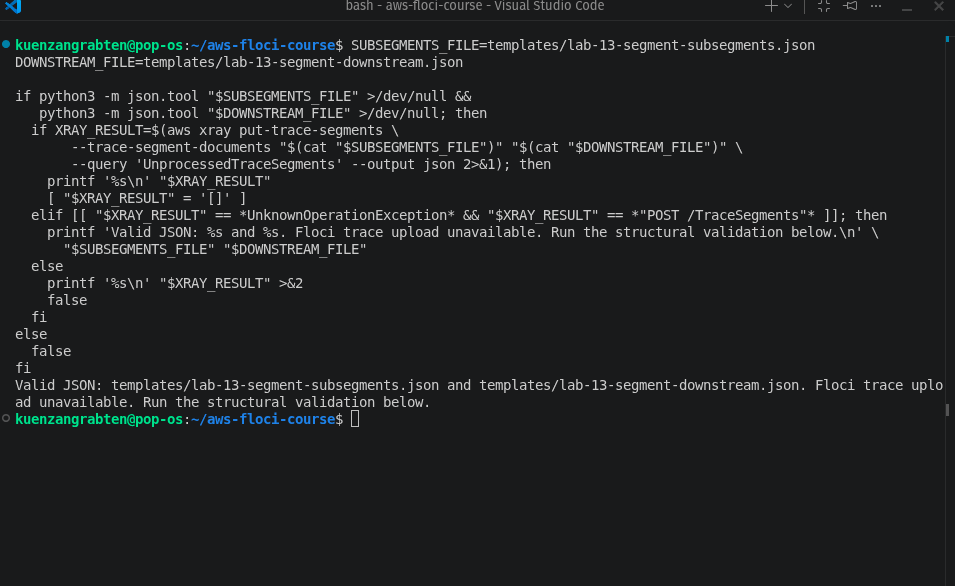 bash - aws-floci-course - Visual Studio Code
kuenzangrabten@pop-os:~/aws-floci-course$ SUBSEGMENTS_FILE=templates/lab-13-segment-subsegments.json
DOWNSTREAM_FILE=templates/lab-13-segment-downstream.json

if python3 -m json.tool "$SUBSEGMENTS_FILE" >/dev/null &&
   python3 -m json.tool "$DOWNSTREAM_FILE" >/dev/null; then
  if XRAY_RESULT=$(aws xray put-trace-segments \
       --trace-segment-documents "$(cat "$SUBSEGMENTS_FILE")" "$(cat "$DOWNSTREAM_FILE")" \
       --query 'UnprocessedTraceSegments' --output json 2>&1); then
    printf '%s\n' "$XRAY_RESULT"
    [ "$XRAY_RESULT" = '[]' ]
  elif [[ "$XRAY_RESULT" == *UnknownOperationException* && "$XRAY_RESULT" == *"POST /TraceSegments"* ]]; then
    printf 'Valid JSON: %s and %s. Floci trace upload unavailable. Run the structural validation below.\n' \
      "$SUBSEGMENTS_FILE" "$DOWNSTREAM_FILE"
  else
    printf '%s\n' "$XRAY_RESULT" >&2
    false
  fi
else
  false
fi
Valid JSON: templates/lab-13-segment-subsegments.json and templates/lab-13-segment-downstream.json. Floci trace uplo
ad unavailable. Run the structural validation below.
kuenzangrabten@pop-os:~/aws-floci-course$